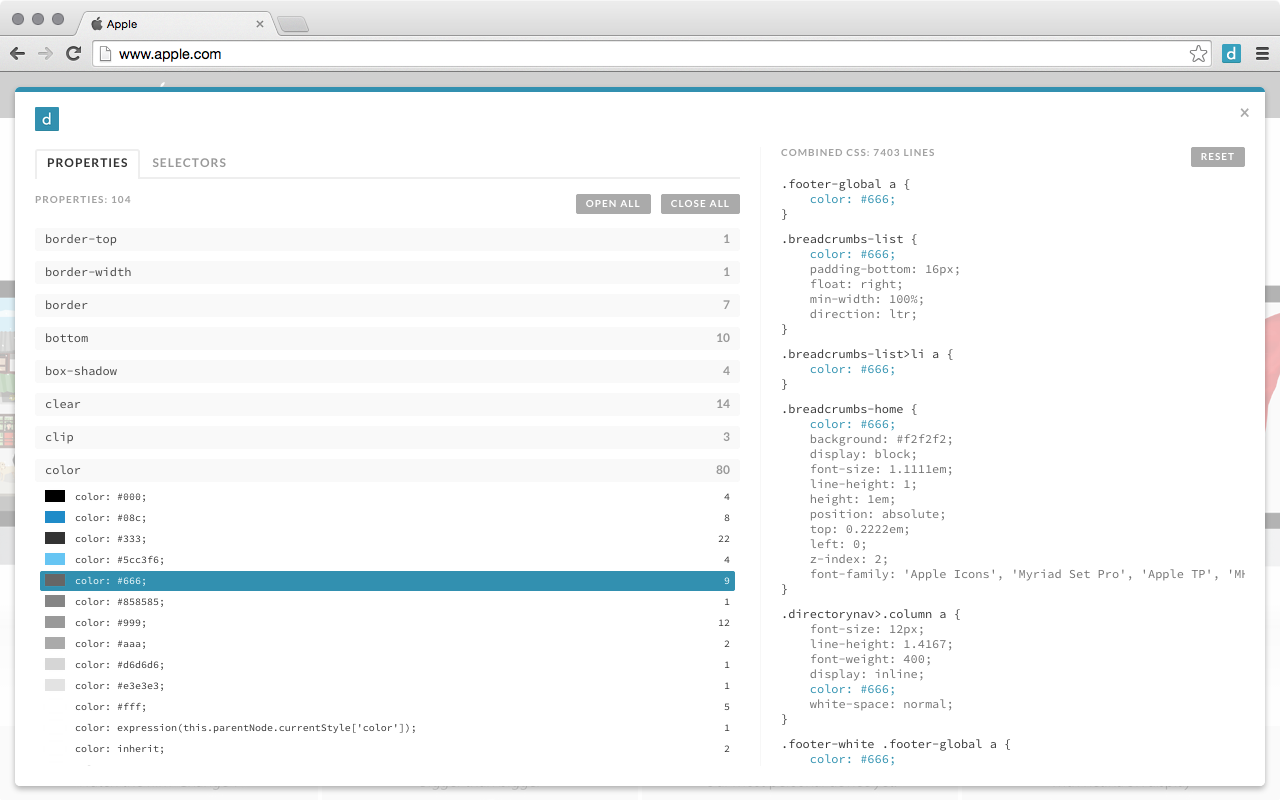 Apple
www.apple.com
d
d
×
PROPERTIES
SELECTORS
PROPERTIES: 104
OPEN ALL
CLOSE ALL
border-top 1
border-width 1
border 7
bottom 10
box-shadow 4
clear 14
clip 3
color 80
color: #000; 4
color: #08c; 8
color: #333; 22
color: #5cc3f6; 4
color: #666; 9
color: #858585; 1
color: #999; 12
color: #aaa; 2
color: #d6d6d6; 1
color: #e3e3e3; 1
color: #fff; 5
color: expression(this.parentNode.currentStyle['color']); 1
color: inherit; 2
COMBINED CSS: 7403 LINES
RESET
.footer-global a {
color: #666;
}
.breadcrumbs-list {
color: #666;
padding-bottom: 16px;
float: right;
min-width: 100%;
direction: ltr;
}
.breadcrumbs-list>li a {
color: #666;
}
.breadcrumbs-home {
color: #666;
background: #f2f2f2;
display: block;
font-size: 1.1111em;
line-height: 1;
height: 1em;
position: absolute;
top: 0.2222em;
left: 0;
z-index: 2;
font-family: 'Apple Icons', 'Myriad Set Pro', 'Apple TP',
}
.directorynav>.column a {
font-size: 12px;
line-height: 1.4167;
font-weight: 400;
display: inline;
color: #666;
white-space: normal;
}
.footer-white .footer-global a {
color: #666;